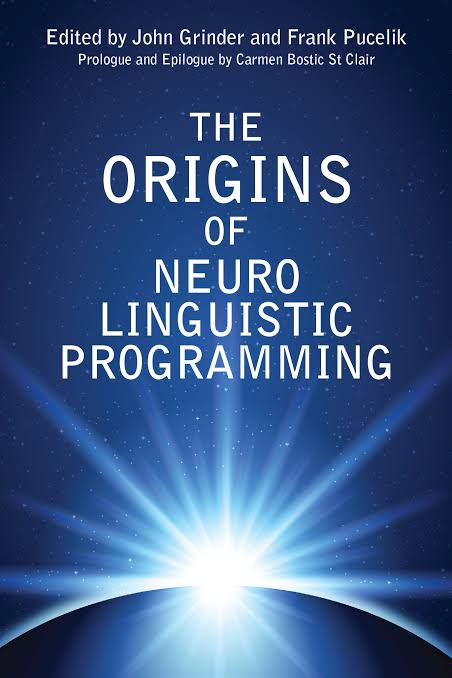 Edited by John Grinder and Frank Pucelik
Prologue and Epilogue by Carmen Bostic St Clair
THE
ORIGINS
OF
NEURO
LINGUISTIC
PROGRAMMING